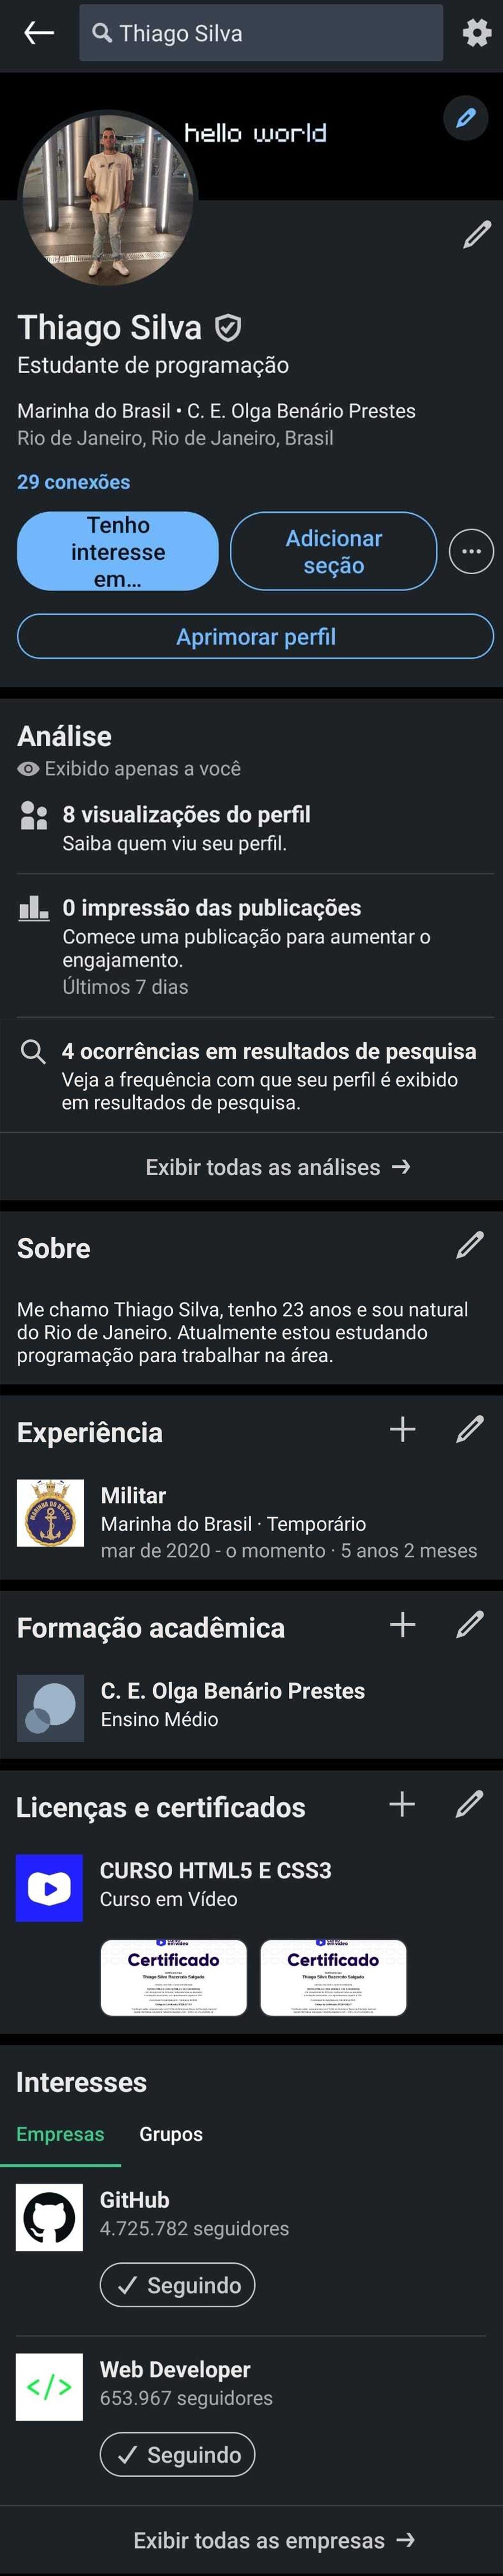 Thiago Silva
hello world
Thiago Silva
Estudante de programação
Marinha do Brasil • C. E. Olga Benário Prestes
Rio de Janeiro, Rio de Janeiro, Brasil
29 conexões
Tenho
interesse
em...
Adicionar
seção
Aprimorar perfil
Análise
Exibido apenas a você
8 visualizações do perfil
Saiba quem viu seu perfil.
0 impressão das publicações
Comece uma publicação para aumentar o
engajamento.
Últimos 7 dias
4 ocorrências em resultados de pesquisa
Veja a frequência com que seu perfil é exibido
em resultados de pesquisa.
Exibir todas as análises →
Sobre
Me chamo Thiago Silva, tenho 23 anos e sou natural
do Rio de Janeiro. Atualmente estou estudando
programação para trabalhar na área.
Experiência
MARINHA DO BRASIL
Militar
Marinha do Brasil · Temporário
mar de 2020 - o momento · 5 anos 2 meses
Formação acadêmica
C. E. Olga Benário Prestes
Ensino Médio
Licenças e certificados
CURSO HTML5 E CSS3
Curso em Vídeo
Certificado
Certificado
Interesses
Empresas Grupos
GitHub
4.725.782 seguidores
✓ Seguindo
</>
Web Developer
653.967 seguidores
✓ Seguindo
Exibir todas as empresas →